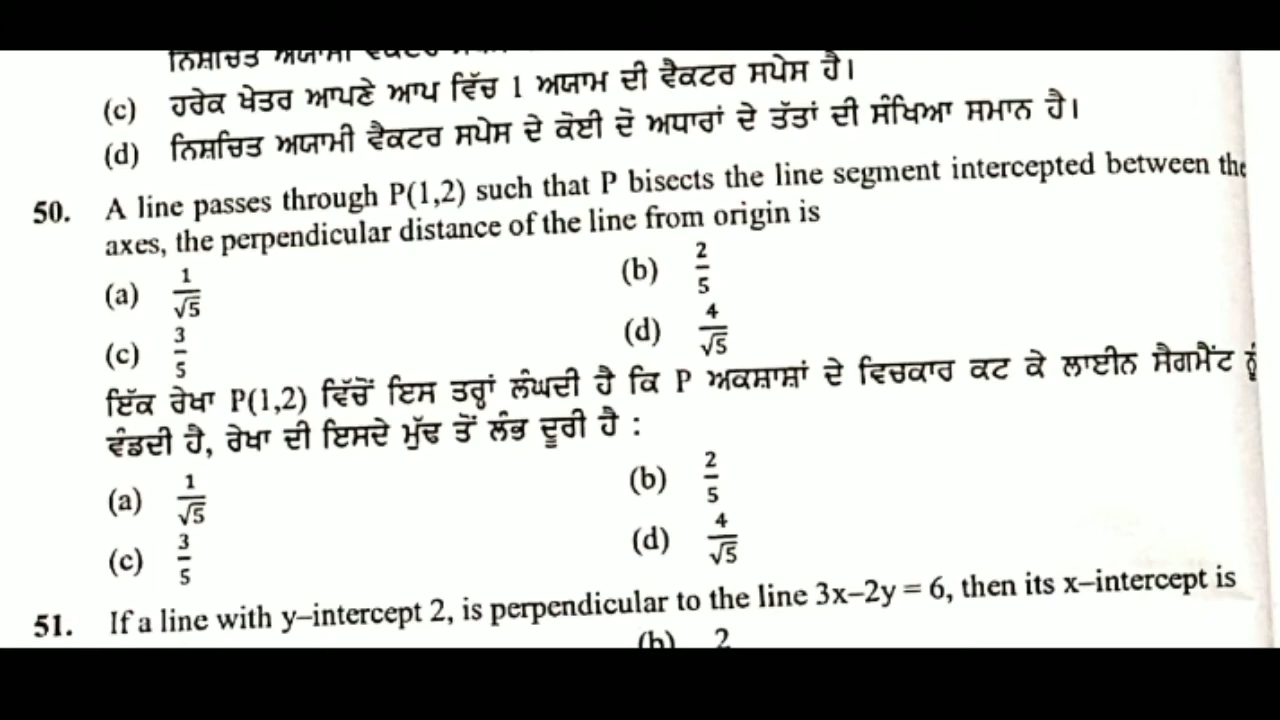 (c) ਹਰੇਕ ਖੇਤਰ ਆਪਣੇ ਆਪ ਵਿੱਚ 1 ਅਯਾਮ ਦੀ ਵੈਕਟਰ ਸਪੇਸ ਹੈ।
(d) ਨਿਸ਼ਚਿਤ ਅਯਾਮੀ ਵੈਕਟਰ ਸਪੇਸ ਦੇ ਕੋਈ ਦੋ ਅਧਾਰਾਂ ਦੇ ਤੱਤਾਂ ਦੀ ਸੰਖਿਆ ਸਮਾਨ ਹੈ।
50. A line passes through P(1,2) such that P bisects the line segment intercepted between the
axes, the perpendicular distance of the line from origin is
(a) 1/√5 (b) 2/5
(c) 3/5 (d) 4/√5
ਇੱਕ ਰੇਖਾ P(1,2) ਵਿੱਚੋਂ ਇਸ ਤਰ੍ਹਾਂ ਲੰਘਦੀ ਹੈ ਕਿ P ਅਕਸ਼ਾਸ਼ਾਂ ਦੇ ਵਿਚਕਾਰ ਕਟ ਕੇ ਲਾਈਨ ਸੈਗਮੈਂਟ ਨੂੰ
ਵੰਡਦੀ ਹੈ, ਰੇਖਾ ਦੀ ਇਸਦੇ ਮੁੱਢ ਤੋਂ ਲੰਭ ਦੂਰੀ ਹੈ :
(a) 1/√5 (b) 2/5
(c) 3/5 (d) 4/√5
51. If a line with y–intercept 2, is perpendicular to the line 3x–2y = 6, then its x–intercept is
(b) 2